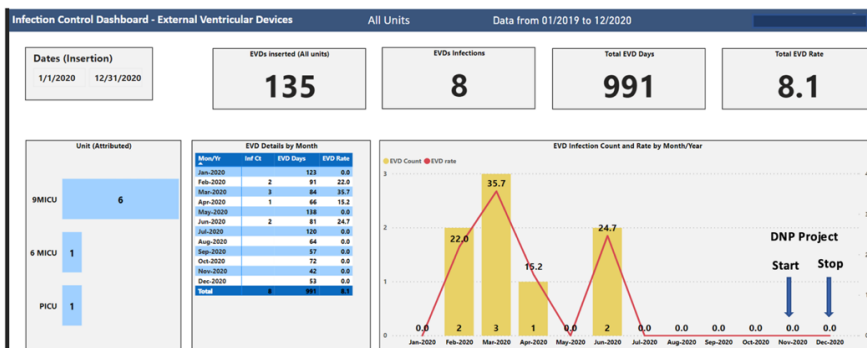 Infection Control Dashboard - External Ventricular Devices
All Units
Data from 01/2019 to 12/2020
Dates (Insertion)
1/1/2020 12/31/2020
EVDs inserted (All units)
135
EVDs Infections
8
Total EVD Days
991
Total EVD Rate
8.1
Unit (Attributed)
9MICU 6
6 MICU 1
PICU 1
EVD Details by Month
Mon/Yr Inf Ct EVD Days EVD Rate
Jan-2020 123 0.0
Feb-2020 2 91 22.0
Mar-2020 3 84 35.7
Apr-2020 1 66 15.2
May-2020 138 0.0
Jun-2020 2 81 24.7
Jul-2020 120 0.0
Aug-2020 64 0.0
Sep-2020 57 0.0
Oct-2020 72 0.0
Nov-2020 42 0.0
Dec-2020 53 0.0
Total 8 991 8.1
EVD Infection Count and Rate by Month/Year
EVD Count EVD rate
3
35.7
2
22.0
24.7
DNP Project
Start Stop
15.2
1
0.0 0.0 0.0 0.0 0.0 0.0 0.0 0.0
2 3 1 2
0
Jan-2020 Feb-2020 Mar-2020 Apr-2020 May-2020 Jun-2020 Jul-2020 Aug-2020 Sep-2020 Oct-2020 Nov-2020 Dec-2020